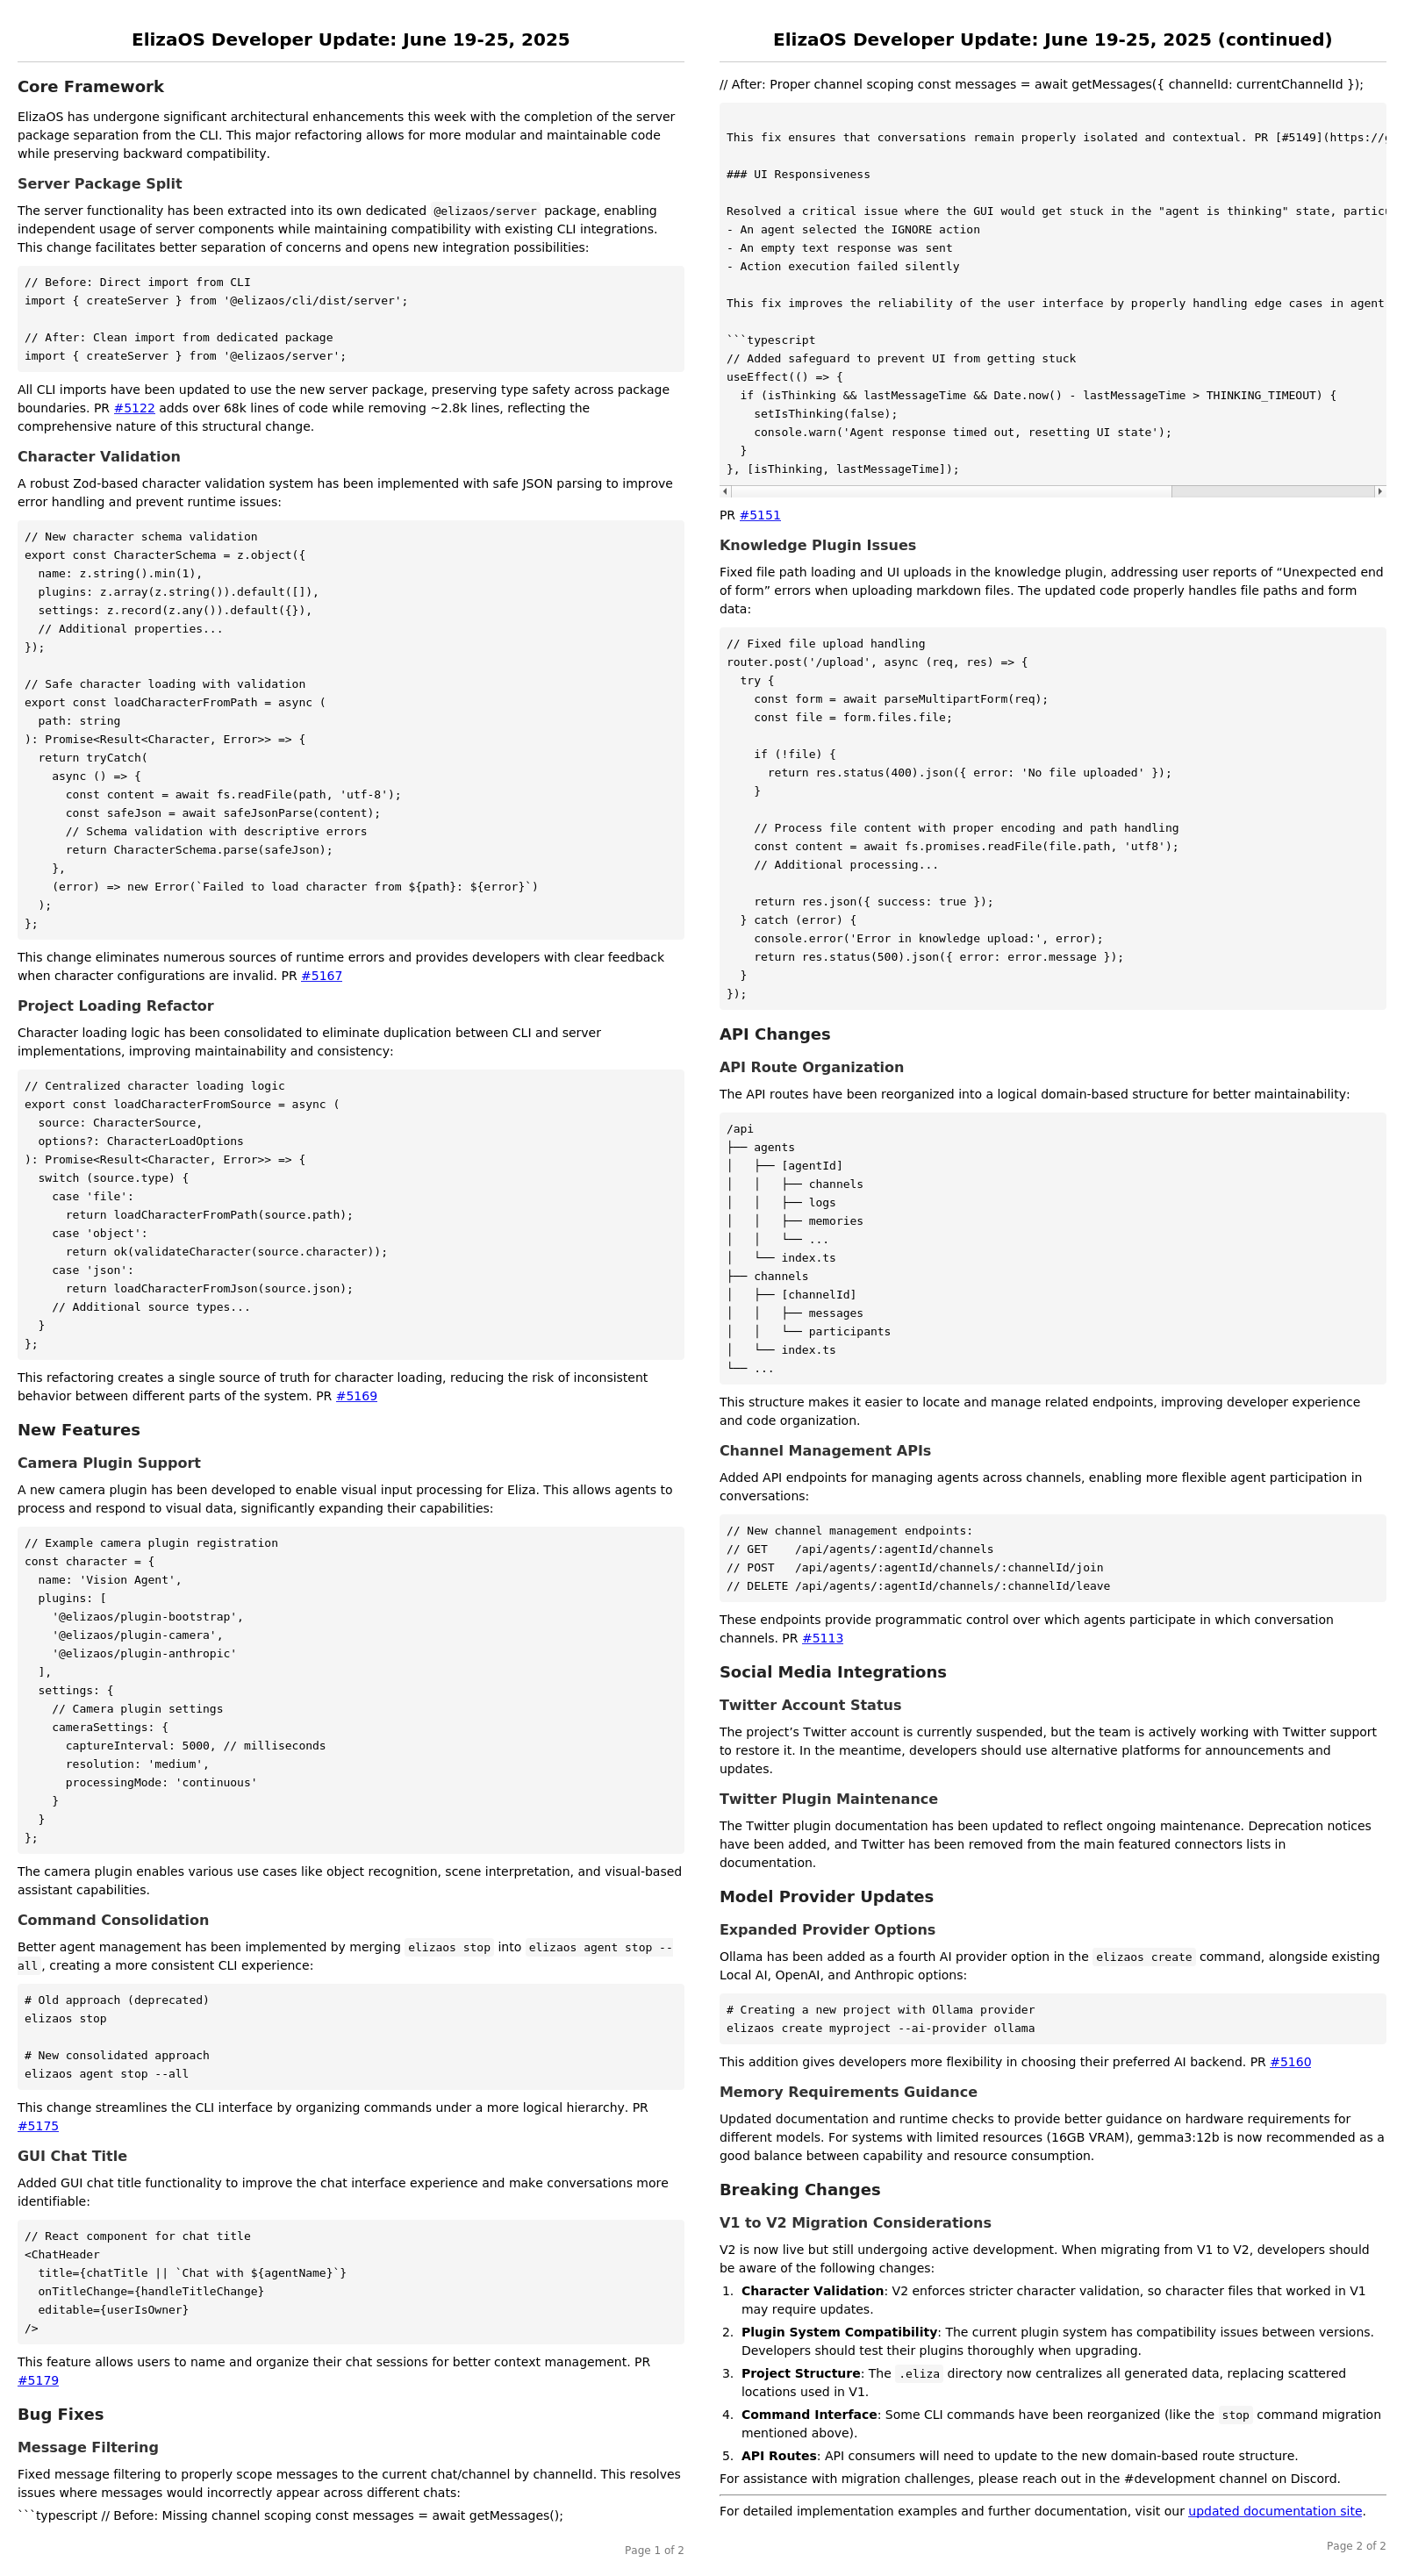 ElizaOS Developer Update: June 19-25, 2025
Core Framework
ElizaOS has undergone significant architectural enhancements this week with the completion of the server
package separation from the CLI. This major refactoring allows for more modular and maintainable code
while preserving backward compatibility.
Server Package Split
The server functionality has been extracted into its own dedicated @elizaos/server package, enabling
independent usage of server components while maintaining compatibility with existing CLI integrations.
This change facilitates better separation of concerns and opens new integration possibilities:
// Before: Direct import from CLI
import { createServer } from '@elizaos/cli/dist/server';

// After: Clean import from dedicated package
import { createServer } from '@elizaos/server';
All CLI imports have been updated to use the new server package, preserving type safety across package
boundaries. PR #5122 adds over 68k lines of code while removing ~2.8k lines, reflecting the
comprehensive nature of this structural change.
Character Validation
A robust Zod-based character validation system has been implemented with safe JSON parsing to improve
error handling and prevent runtime issues:
// New character schema validation
export const CharacterSchema = z.object({
  name: z.string().min(1),
  plugins: z.array(z.string()).default([]),
  settings: z.record(z.any()).default({}),
  // Additional properties...
});

// Safe character loading with validation
export const loadCharacterFromPath = async (
  path: string
): Promise<Result<Character, Error>> => {
  return tryCatch(
    async () => {
      const content = await fs.readFile(path, 'utf-8');
      const safeJson = await safeJsonParse(content);
      // Schema validation with descriptive errors
      return CharacterSchema.parse(safeJson);
    },
    (error) => new Error(`Failed to load character from ${path}: ${error}`)
  );
};
This change eliminates numerous sources of runtime errors and provides developers with clear feedback
when character configurations are invalid. PR #5167
Project Loading Refactor
Character loading logic has been consolidated to eliminate duplication between CLI and server
implementations, improving maintainability and consistency:
// Centralized character loading logic
export const loadCharacterFromSource = async (
  source: CharacterSource,
  options?: CharacterLoadOptions
): Promise<Result<Character, Error>> => {
  switch (source.type) {
    case 'file':
      return loadCharacterFromPath(source.path);
    case 'object':
      return ok(validateCharacter(source.character));
    case 'json':
      return loadCharacterFromJson(source.json);
    // Additional source types...
  }
};
This refactoring creates a single source of truth for character loading, reducing the risk of inconsistent
behavior between different parts of the system. PR #5169
New Features
Camera Plugin Support
A new camera plugin has been developed to enable visual input processing for Eliza. This allows agents to
process and respond to visual data, significantly expanding their capabilities:
// Example camera plugin registration
const character = {
  name: 'Vision Agent',
  plugins: [
    '@elizaos/plugin-bootstrap',
    '@elizaos/plugin-camera',
    '@elizaos/plugin-anthropic'
  ],
  settings: {
    // Camera plugin settings
    cameraSettings: {
      captureInterval: 5000, // milliseconds
      resolution: 'medium',
      processingMode: 'continuous'
    }
  }
};
The camera plugin enables various use cases like object recognition, scene interpretation, and visual-based
assistant capabilities.
Command Consolidation
Better agent management has been implemented by merging elizaos stop into elizaos agent stop --
all, creating a more consistent CLI experience:
# Old approach (deprecated)
elizaos stop

# New consolidated approach
elizaos agent stop --all
This change streamlines the CLI interface by organizing commands under a more logical hierarchy. PR
#5175
GUI Chat Title
Added GUI chat title functionality to improve the chat interface experience and make conversations more
identifiable:
// React component for chat title
<ChatHeader
  title={chatTitle || `Chat with ${agentName}`}
  onTitleChange={handleTitleChange}
  editable={userIsOwner}
/>
This feature allows users to name and organize their chat sessions for better context management. PR
#5179
Bug Fixes
Message Filtering
Fixed message filtering to properly scope messages to the current chat/channel by channelId. This resolves
issues where messages would incorrectly appear across different chats:
```typescript // Before: Missing channel scoping const messages = await getMessages();
Page 1 of 2
ElizaOS Developer Update: June 19-25, 2025 (continued)
// After: Proper channel scoping const messages = await getMessages({ channelId: currentChannelId });
This fix ensures that conversations remain properly isolated and contextual. PR [#5149](https://

### UI Responsiveness

Resolved a critical issue where the GUI would get stuck in the "agent is thinking" state,
- An agent selected the IGNORE action
- An empty text response was sent
- Action execution failed silently

This fix improves the reliability of the user interface by properly handling edge cases in agent

```typescript
// Added safeguard to prevent UI from getting stuck
useEffect(() => {
  if (isThinking && lastMessageTime && Date.now() - lastMessageTime > THINKING_TIMEOUT) {
    setIsThinking(false);
    console.warn('Agent response timed out, resetting UI state');
  }
}, [isThinking, lastMessageTime]);
PR #5151
Knowledge Plugin Issues
Fixed file path loading and UI uploads in the knowledge plugin, addressing user reports of “Unexpected end
of form” errors when uploading markdown files. The updated code properly handles file paths and form
data:
// Fixed file upload handling
router.post('/upload', async (req, res) => {
  try {
    const form = await parseMultipartForm(req);
    const file = form.files.file;

    if (!file) {
      return res.status(400).json({ error: 'No file uploaded' });
    }

    // Process file content with proper encoding and path handling
    const content = await fs.promises.readFile(file.path, 'utf8');
    // Additional processing...

    return res.json({ success: true });
  } catch (error) {
    console.error('Error in knowledge upload:', error);
    return res.status(500).json({ error: error.message });
  }
});
API Changes
API Route Organization
The API routes have been reorganized into a logical domain-based structure for better maintainability:
/api
├── agents
│   ├── [agentId]
│   │   ├── channels
│   │   ├── logs
│   │   ├── memories
│   │   └── ...
│   └── index.ts
├── channels
│   ├── [channelId]
│   │   ├── messages
│   │   └── participants
│   └── index.ts
└── ...
This structure makes it easier to locate and manage related endpoints, improving developer experience
and code organization.
Channel Management APIs
Added API endpoints for managing agents across channels, enabling more flexible agent participation in
conversations:
// New channel management endpoints:
// GET    /api/agents/:agentId/channels
// POST   /api/agents/:agentId/channels/:channelId/join
// DELETE /api/agents/:agentId/channels/:channelId/leave
These endpoints provide programmatic control over which agents participate in which conversation
channels. PR #5113
Social Media Integrations
Twitter Account Status
The project’s Twitter account is currently suspended, but the team is actively working with Twitter support
to restore it. In the meantime, developers should use alternative platforms for announcements and
updates.
Twitter Plugin Maintenance
The Twitter plugin documentation has been updated to reflect ongoing maintenance. Deprecation notices
have been added, and Twitter has been removed from the main featured connectors lists in
documentation.
Model Provider Updates
Expanded Provider Options
Ollama has been added as a fourth AI provider option in the elizaos create command, alongside existing
Local AI, OpenAI, and Anthropic options:
# Creating a new project with Ollama provider
elizaos create myproject --ai-provider ollama
This addition gives developers more flexibility in choosing their preferred AI backend. PR #5160
Memory Requirements Guidance
Updated documentation and runtime checks to provide better guidance on hardware requirements for
different models. For systems with limited resources (16GB VRAM), gemma3:12b is now recommended as a
good balance between capability and resource consumption.
Breaking Changes
V1 to V2 Migration Considerations
V2 is now live but still undergoing active development. When migrating from V1 to V2, developers should
be aware of the following changes:
1. Character Validation: V2 enforces stricter character validation, so character files that worked in V1
may require updates.
2. Plugin System Compatibility: The current plugin system has compatibility issues between versions.
Developers should test their plugins thoroughly when upgrading.
3. Project Structure: The .eliza directory now centralizes all generated data, replacing scattered
locations used in V1.
4. Command Interface: Some CLI commands have been reorganized (like the stop command migration
mentioned above).
5. API Routes: API consumers will need to update to the new domain-based route structure.
For assistance with migration challenges, please reach out in the #development channel on Discord.
For detailed implementation examples and further documentation, visit our updated documentation site.
Page 2 of 2